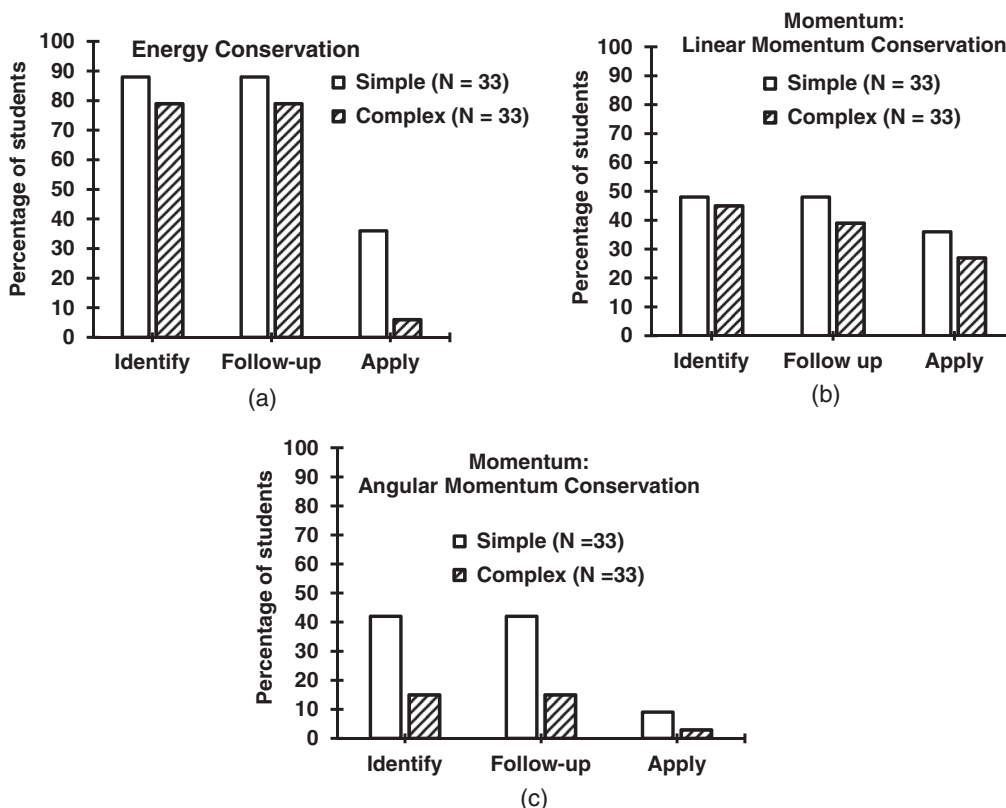 Energy Conservation
Simple (N = 33)
Complex (N = 33)
Percentage of students
100
90
80
70
60
50
40
30
20
10
0
Identify Follow-up Apply
(a)
Momentum:
Linear Momentum Conservation
Simple (N = 33)
Complex (N = 33)
Percentage of students
100
90
80
70
60
50
40
30
20
10
0
Identify Follow up Apply
(b)
Momentum:
Angular Momentum Conservation
Simple (N =33)
Complex (N =33)
Percentage of students
100
90
80
70
60
50
40
30
20
10
0
Identify Follow-up Apply
(c)